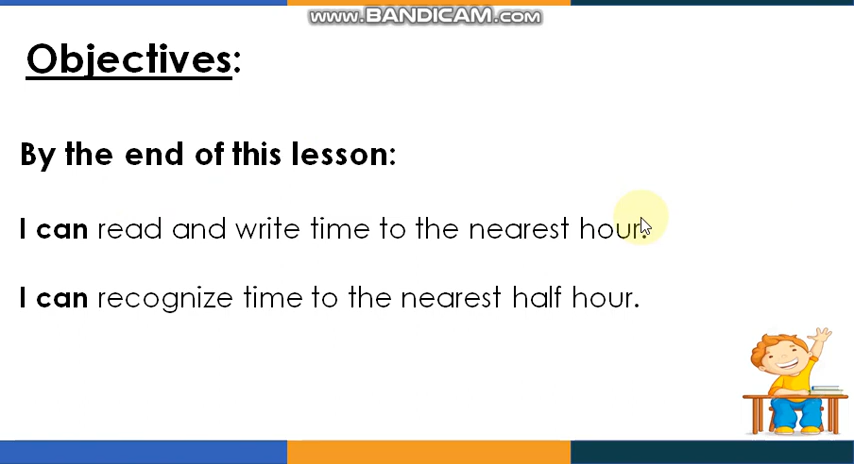 www.BANDICAM.com
Objectives:
By the end of this lesson:
I can read and write time to the nearest hour.
I can recognize time to the nearest half hour.